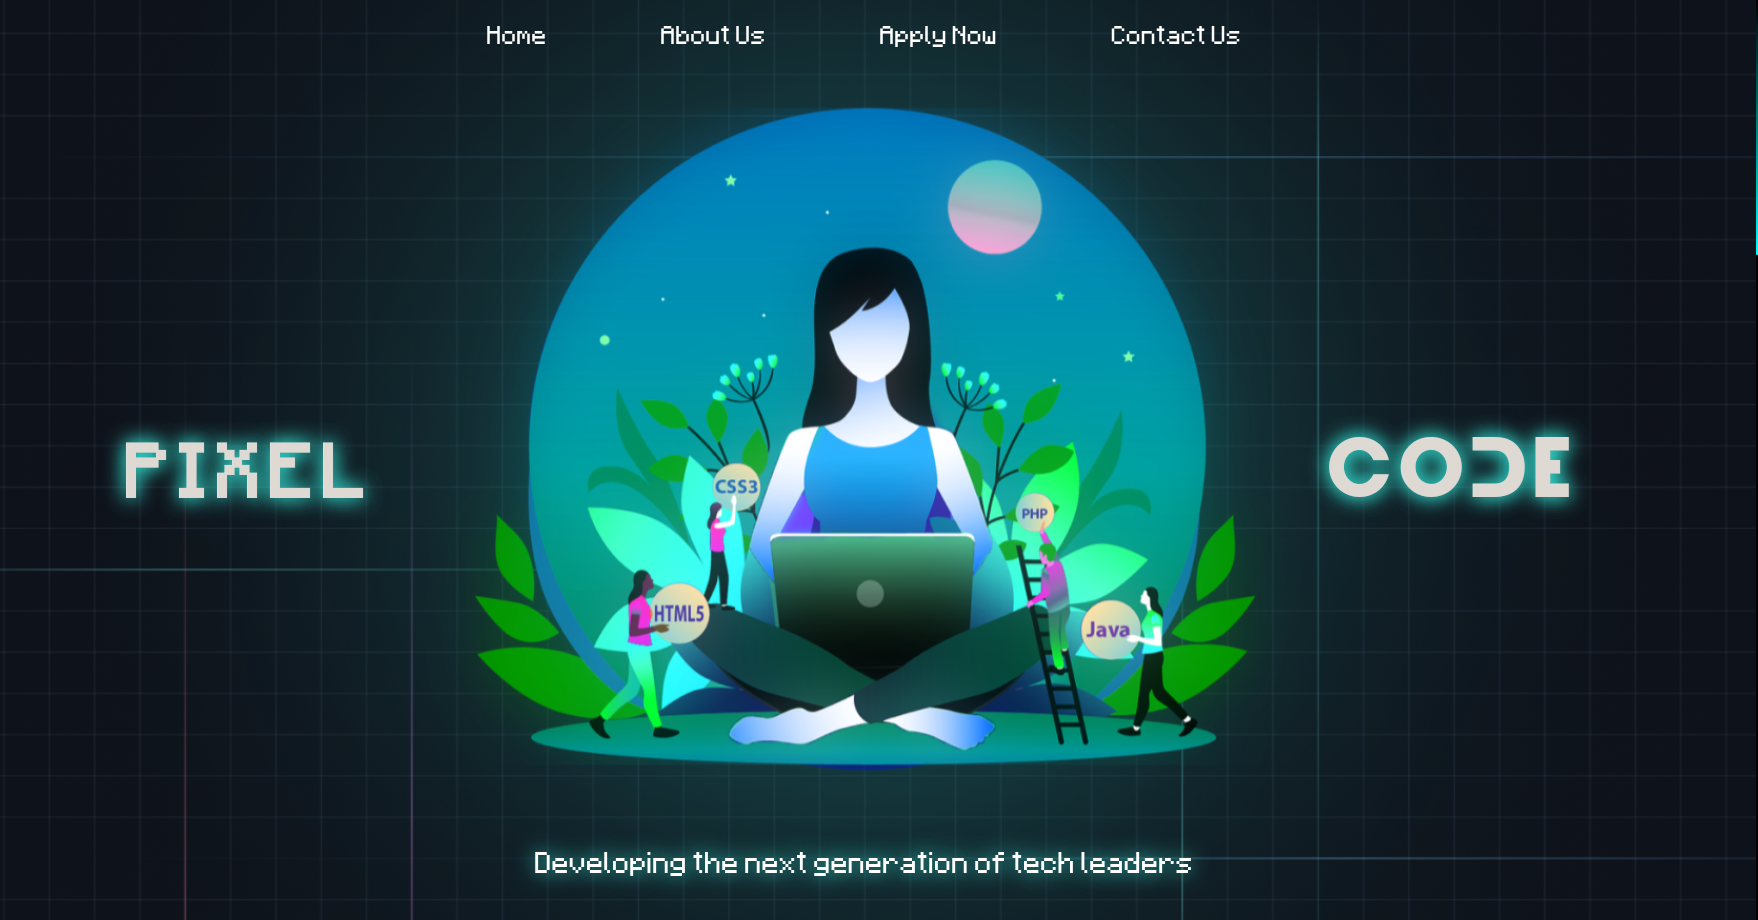 Home About Us Apply Now Contact Us
PIXEL CODE
CSS3
PHP
HTML5
Java
Developing the next generation of tech leaders